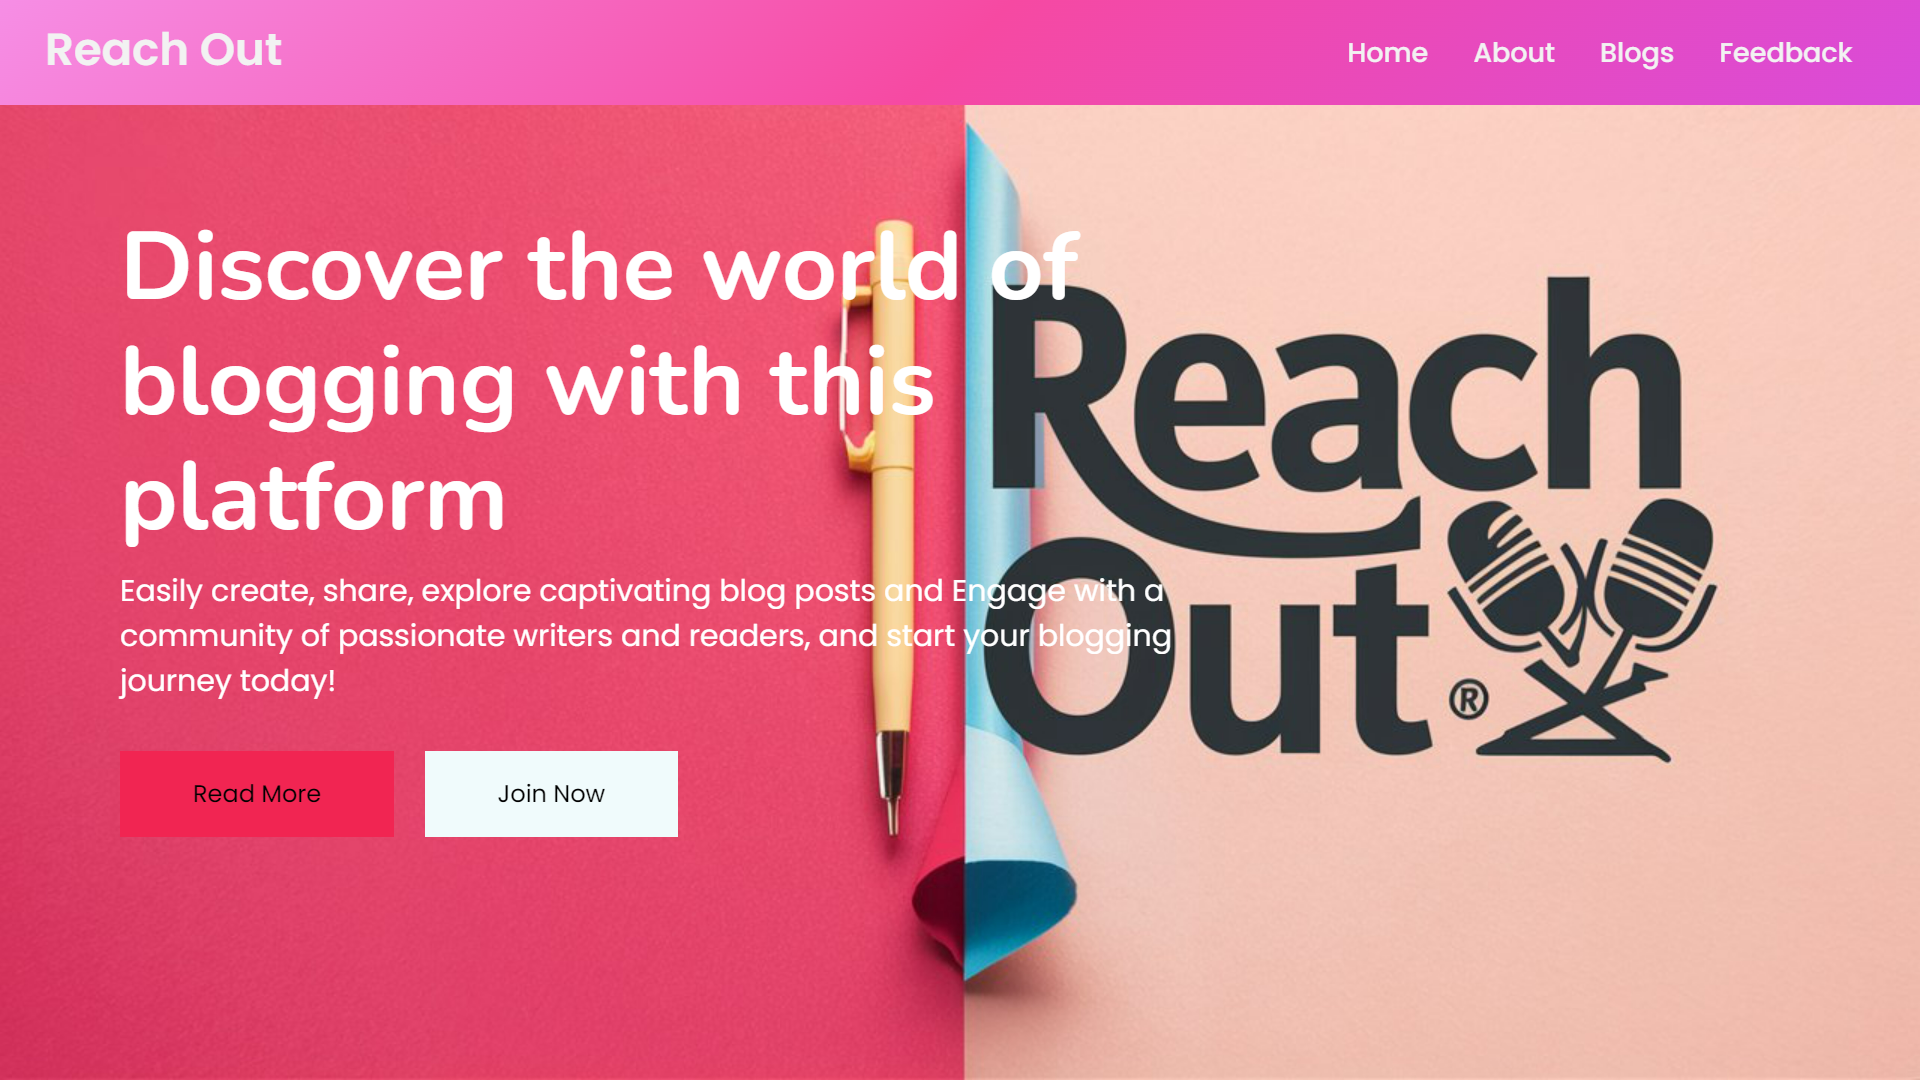 Reach Out
Home About Blogs Feedback
Discover the world of
blogging with this
platform
Easily create, share, explore captivating blog posts and Engage with a
community of passionate writers and readers, and start your blogging
journey today!
Read More
Join Now
Reach
Out ®